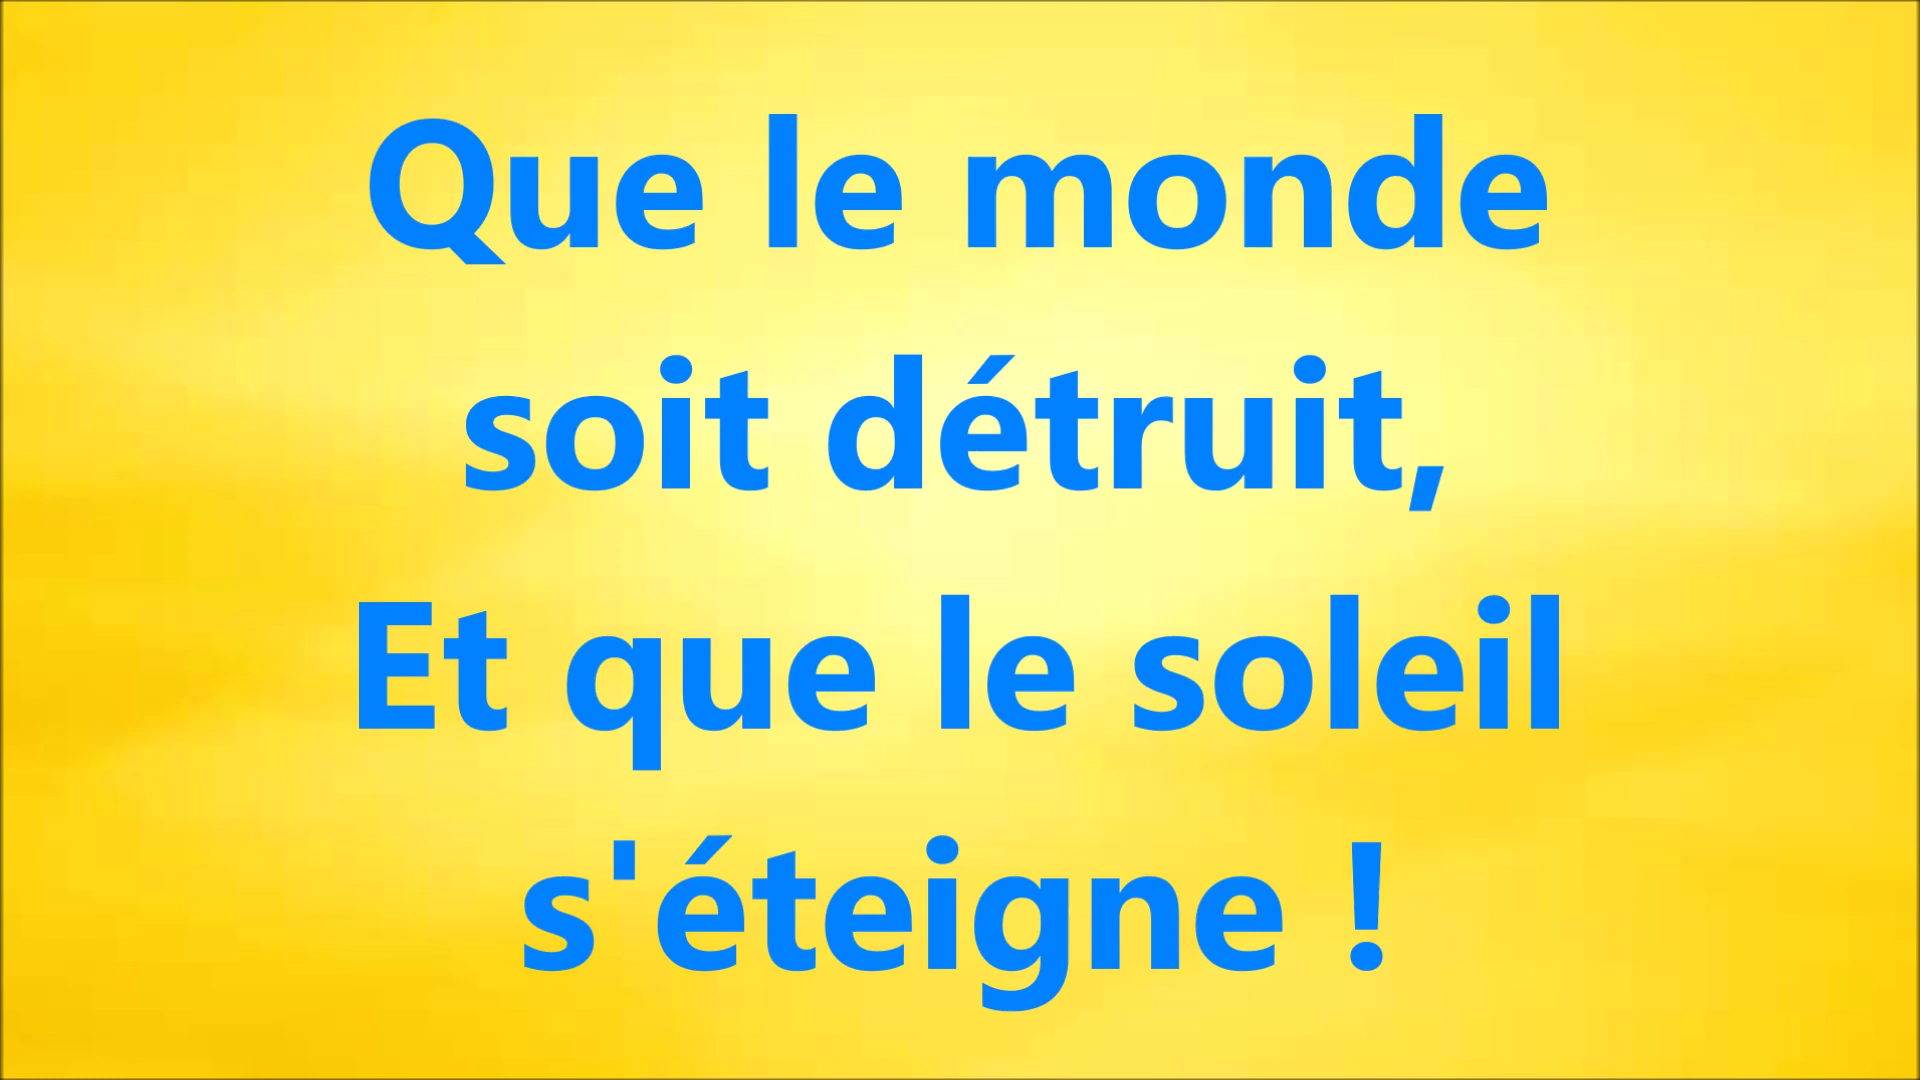 Que le monde
soit détruit,
Et que le soleil
s'éteigne !